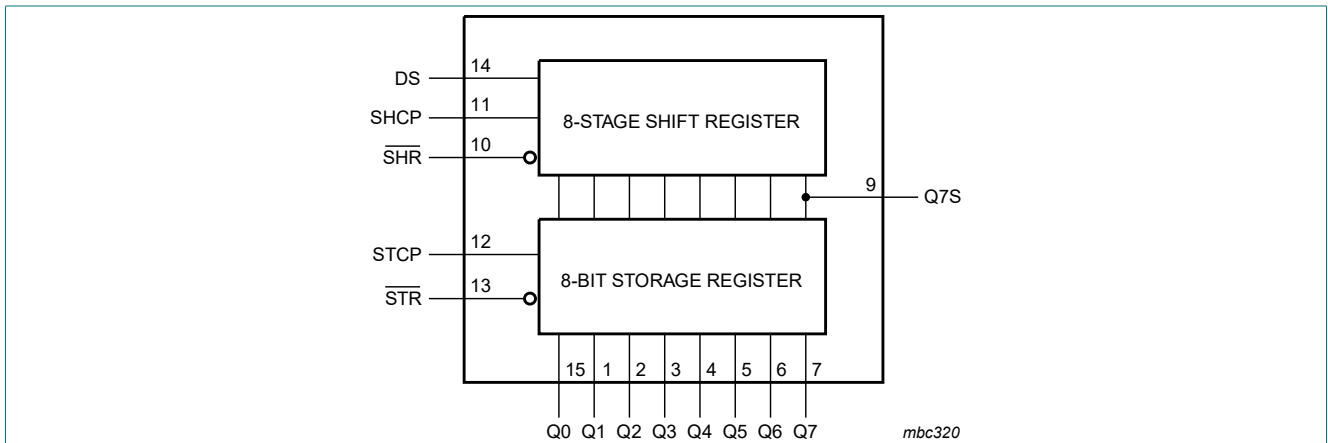 DS
14
SHCP
11
8-STAGE SHIFT REGISTER
SHR
10
9
Q7S
STCP
12
8-BIT STORAGE REGISTER
STR
13
15 1 2 3 4 5 6 7
Q0 Q1 Q2 Q3 Q4 Q5 Q6 Q7
mbc320